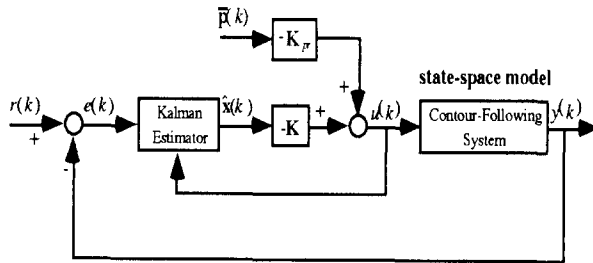 p̄(k)
-K_pr
+
state-space model
r(k)
+
e(k)
Kalman
Estimator
x̂(k)
-K
+
u(k)
Contour-Following
System
y(k)
-